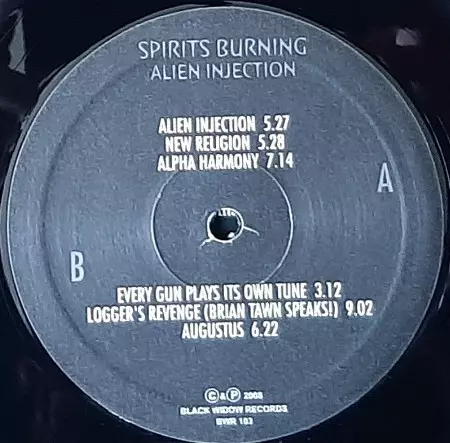 SPIRITS BURNING
ALIEN INJECTION
ALIEN INJECTION 5.27
NEW RELIGION 5.28
ALPHA HARMONY 7.14
A
B
EVERY GUN PLAYS ITS OWN TUNE 3.12
LOGGER'S REVENGE (BRIAN TAWN SPEAKS!) 9.02
AUGUSTUS 6.22
© & ℗ 2008
BLACK WIDOW RECORDS
BWR 103